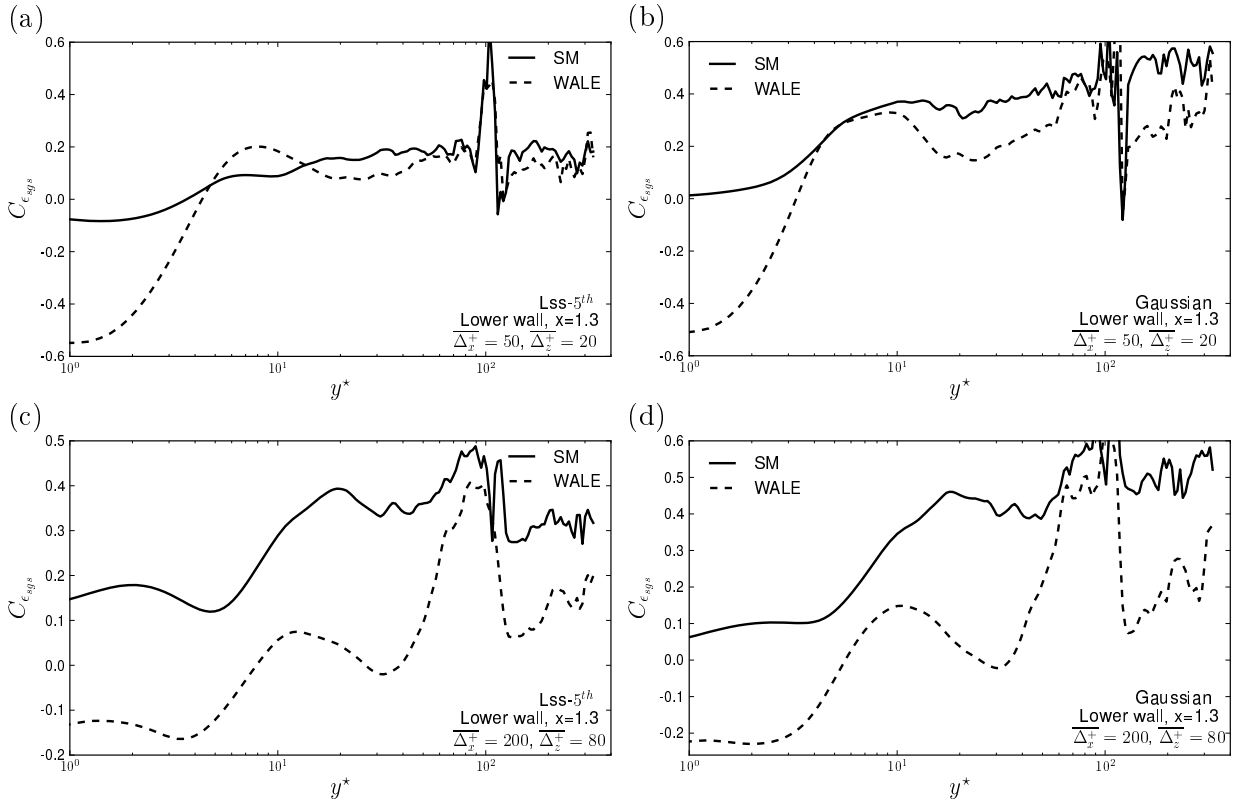 (a)
0.6
0.4
0.2
0.0
-0.2
-0.4
-0.6
C_{ϵ_{sgs}}
SM
WALE
Lss-5^{th}
Lower wall, x=1.3
\overline{Δ_x^+} = 50, \overline{Δ_z^+} = 20
10^0
10^1
10^2
y^⋆
(b)
0.6
0.4
0.2
0.0
-0.2
-0.4
-0.6
C_{ϵ_{sgs}}
SM
WALE
Gaussian
Lower wall, x=1.3
\overline{Δ_x^+} = 50, \overline{Δ_z^+} = 20
10^0
10^1
10^2
y^⋆
(c)
0.5
0.4
0.3
0.2
0.1
0.0
-0.1
-0.2
C_{ϵ_{sgs}}
SM
WALE
Lss-5^{th}
Lower wall, x=1.3
\overline{Δ_x^+} = 200, \overline{Δ_z^+} = 80
10^0
10^1
10^2
y^⋆
(d)
0.6
0.5
0.4
0.3
0.2
0.1
0.0
-0.1
-0.2
C_{ϵ_{sgs}}
SM
WALE
Gaussian
Lower wall, x=1.3
\overline{Δ_x^+} = 200, \overline{Δ_z^+} = 80
10^0
10^1
10^2
y^⋆